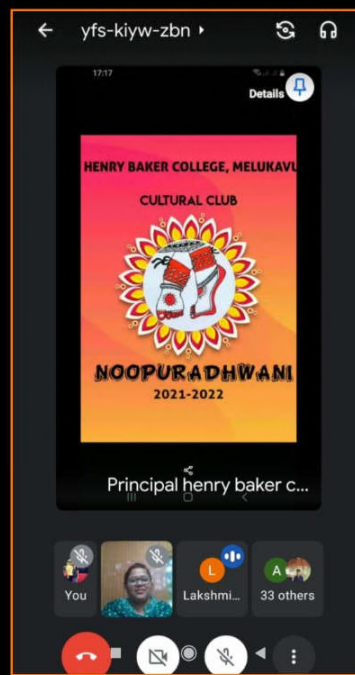 yfs-kiyw-zbn
17:17
Details
HENRY BAKER COLLEGE, MELUKAVU
CULTURAL CLUB
NOOPURADHWANI
2021-2022
Principal henry baker c...
You
L
Lakshmi...
A
33 others